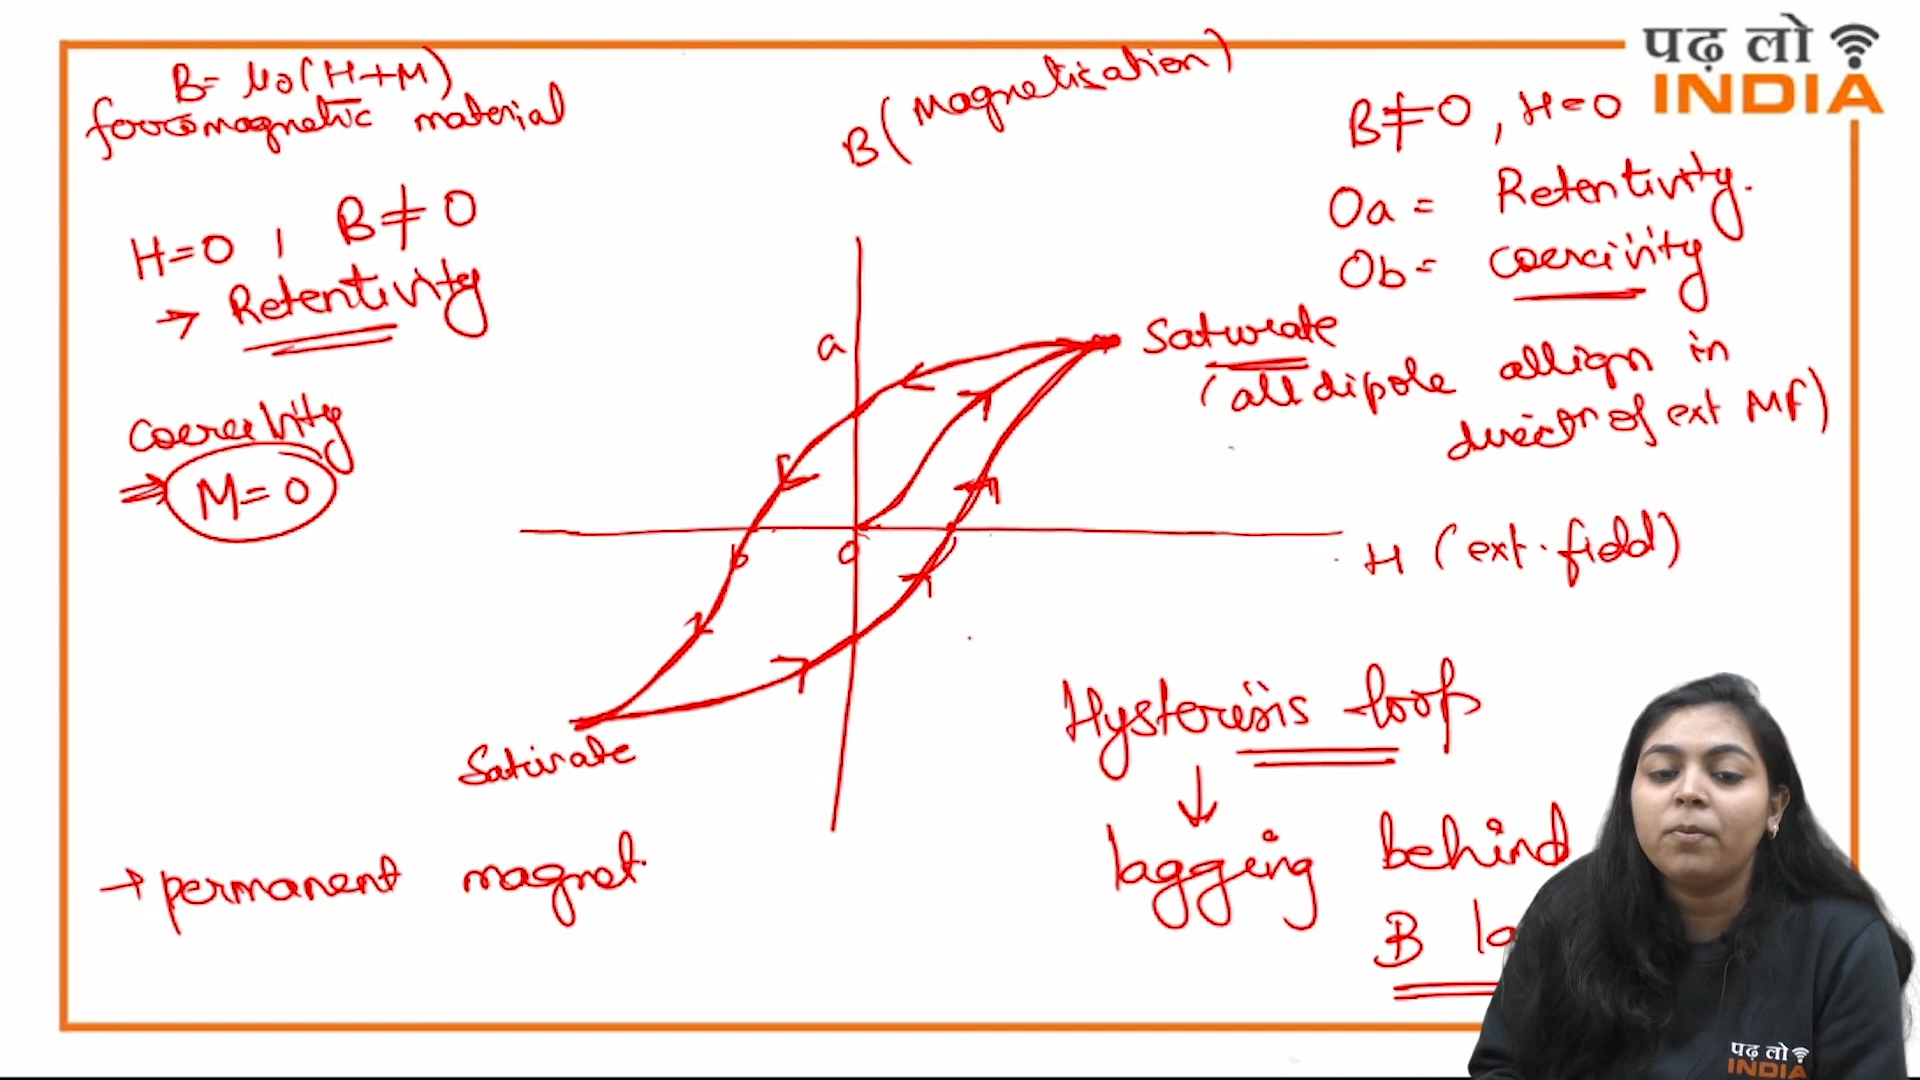 पढ़ लो
INDIA
B = μ0(H+M)
ferromagnetic material
H=0 , B≠0
→ Retentivity
Coercivity
⇒ M=0
→ permanent magnet
B (Magnetisation)
a
b
O
H (ext. field)
Saturate
B≠0 , H=0
Oa = Retentivity.
Ob = Coercivity
Saturate
(all dipole allign in
directn of ext MF)
Hysterisis loop
↓
lagging behind
B
पढ़ लो
INDIA